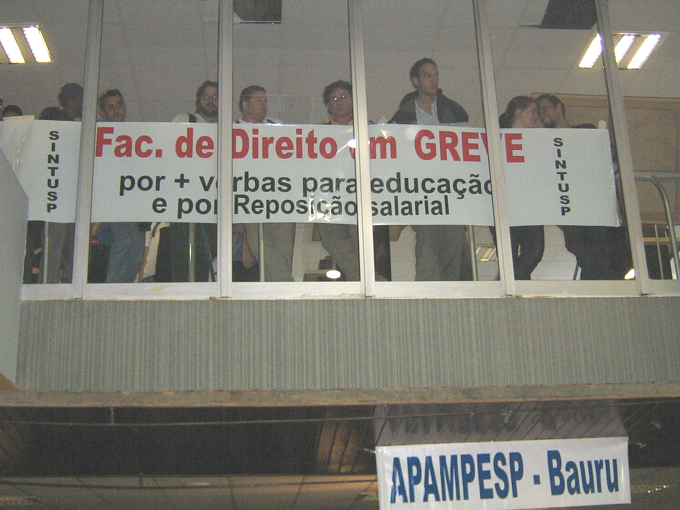 SINTUSP
Fac. de Direito em GREVE
por + verbas para educação
e por Reposição salarial
SINTUSP
APAMPESP - Bauru